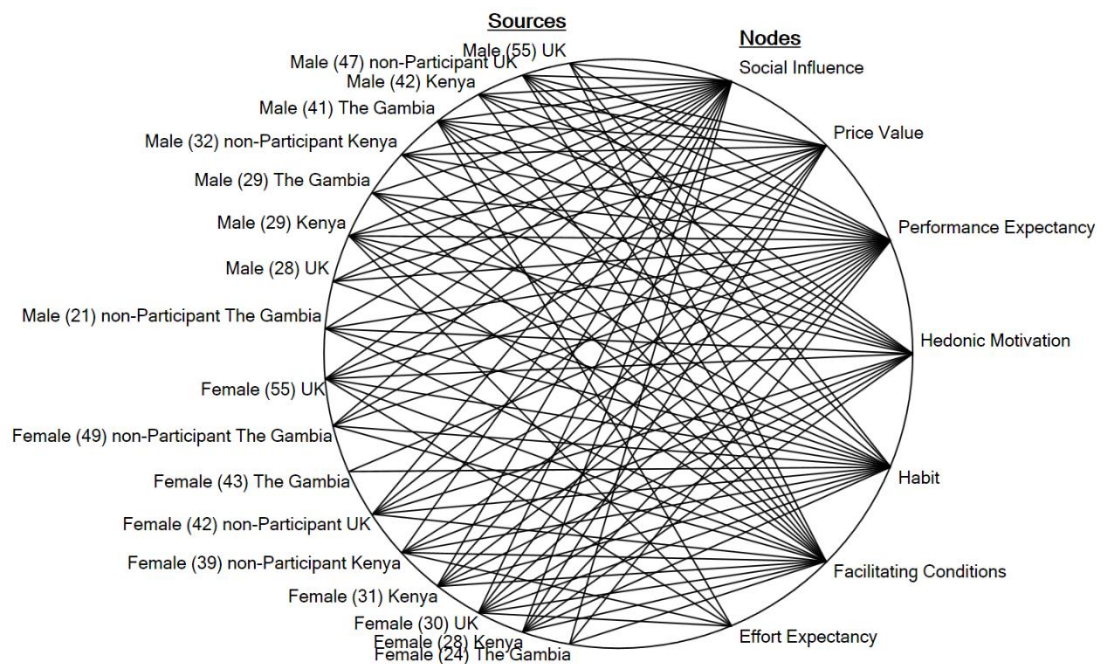 Sources
Male (55) UK
Male (47) non-Participant UK
Male (42) Kenya
Male (41) The Gambia
Male (32) non-Participant Kenya
Male (29) The Gambia
Male (29) Kenya
Male (28) UK
Male (21) non-Participant The Gambia
Female (55) UK
Female (49) non-Participant The Gambia
Female (43) The Gambia
Female (42) non-Participant UK
Female (39) non-Participant Kenya
Female (31) Kenya
Female (30) UK
Female (28) Kenya
Female (24) The Gambia
Nodes
Social Influence
Price Value
Performance Expectancy
Hedonic Motivation
Habit
Facilitating Conditions
Effort Expectancy